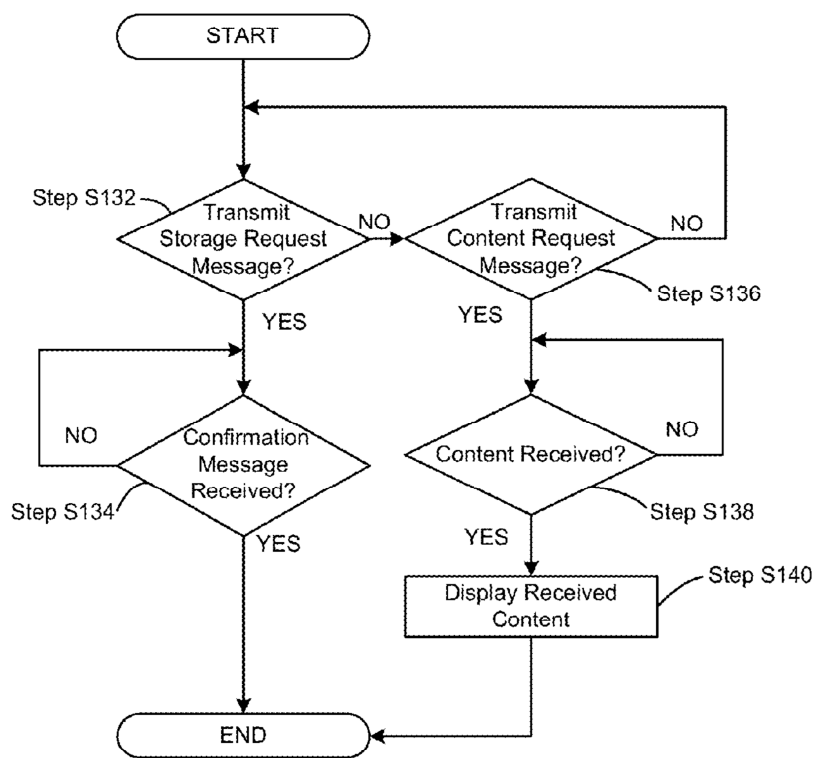 START
Step S132
Transmit
Storage Request
Message?
NO
Transmit
Content Request
Message?
NO
Step S136
YES
YES
NO
Confirmation
Message
Received?
Content Received?
NO
Step S134
Step S138
YES
YES
Step S140
Display Received
Content
END